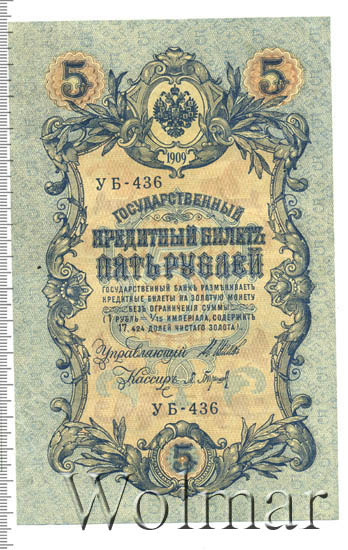 5 5
1909
УБ-436
ГОСУДАРСТВЕННЫЙ
КРЕДИТНЫЙ БИЛЕТЪ
ПЯТЬ РУБЛЕЙ
ГОСУДАРСТВЕННЫЙ БАНКЪ РАЗМѢНИВАЕТЪ
КРЕДИТНЫЕ БИЛЕТЫ НА ЗОЛОТУЮ МОНЕТУ
БЕЗЪ ОГРАНИЧЕНІЯ СУММЫ
(1 РУБЛЬ = 1/15 ИМПЕРІАЛА, СОДЕРЖИТЪ
17,424 ДОЛЕЙ ЧИСТАГО ЗОЛОТА).
Управляющій
Кассиръ
УБ-436
5
Wolmar